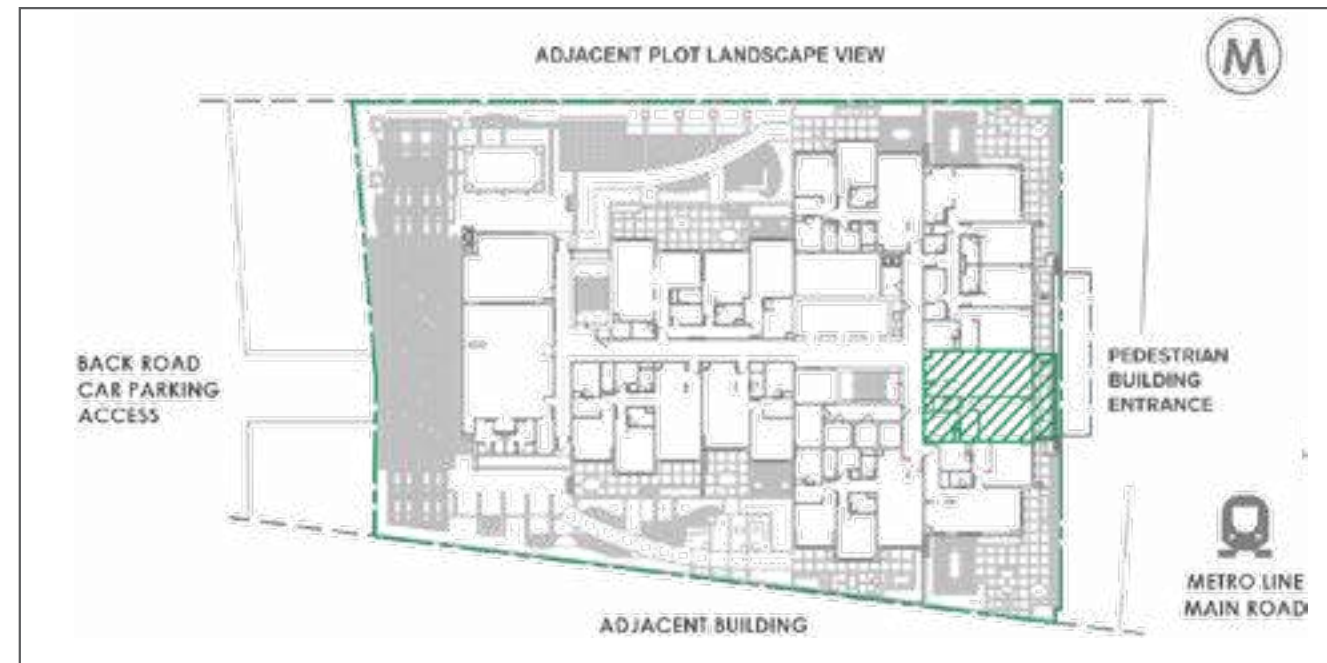 ADJACENT PLOT LANDSCAPE VIEW
M
BACK ROAD
CAR PARKING
ACCESS
PEDESTRIAN
BUILDING
ENTRANCE
METRO LINE
MAIN ROAD
ADJACENT BUILDING